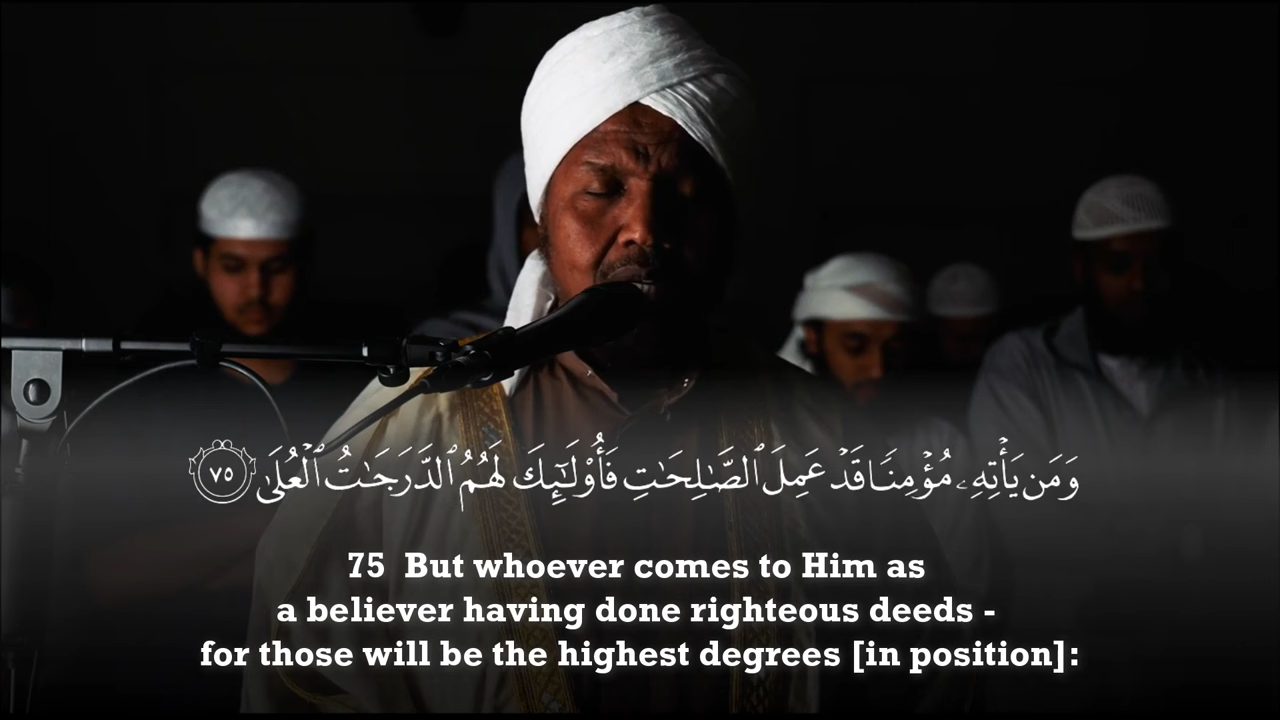 وَمَن يَأْتِهِۦ مُؤْمِنًا قَدْ عَمِلَ ٱلصَّـٰلِحَـٰتِ فَأُو۟لَـٰٓئِكَ لَهُمُ ٱلدَّرَجَـٰتُ ٱلْعُلَىٰ ٧٥
75 But whoever comes to Him as
a believer having done righteous deeds -
for those will be the highest degrees [in position]: